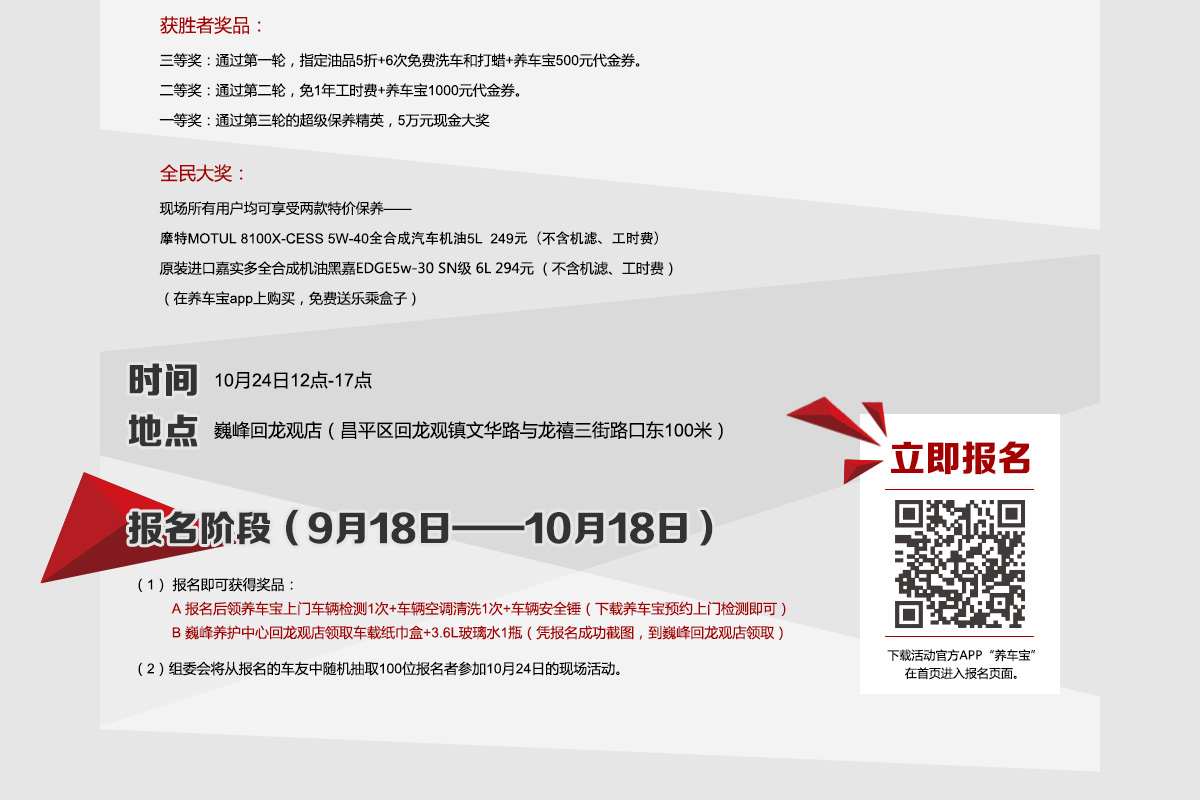 获胜者奖品：
三等奖：通过第一轮，指定油品5折+6次免费洗车和打蜡+养车宝500元代金券。
二等奖：通过第二轮，免1年工时费+养车宝1000元代金券。
一等奖：通过第三轮的超级保养精英，5万元现金大奖
全民大奖：
现场所有用户均可享受两款特价保养——
摩特MOTUL 8100X-CESS 5W-40全合成汽车机油5L 249元（不含机滤、工时费）
原装进口嘉实多全合成机油黑嘉EDGE5w-30 SN级 6L 294元（不含机滤、工时费）
（在养车宝app上购买，免费送乐乘盒子）
时间 10月24日12点-17点
地点 巍峰回龙观店（昌平区回龙观镇文华路与龙禧三街路口东100米）
报名阶段（9月18日——10月18日）
（1）报名即可获得奖品：
A 报名后领养车宝上门车辆检测1次+车辆空调清洗1次+车辆安全锤（下载养车宝预约上门检测即可）
B 巍峰养护中心回龙观店领取车载纸巾盒+3.6L玻璃水1瓶（凭报名成功截图，到巍峰回龙观店领取）
（2）组委会将从报名的车友中随机抽取100位报名者参加10月24日的现场活动。
立即报名
下载活动官方APP“养车宝”
在首页进入报名页面。